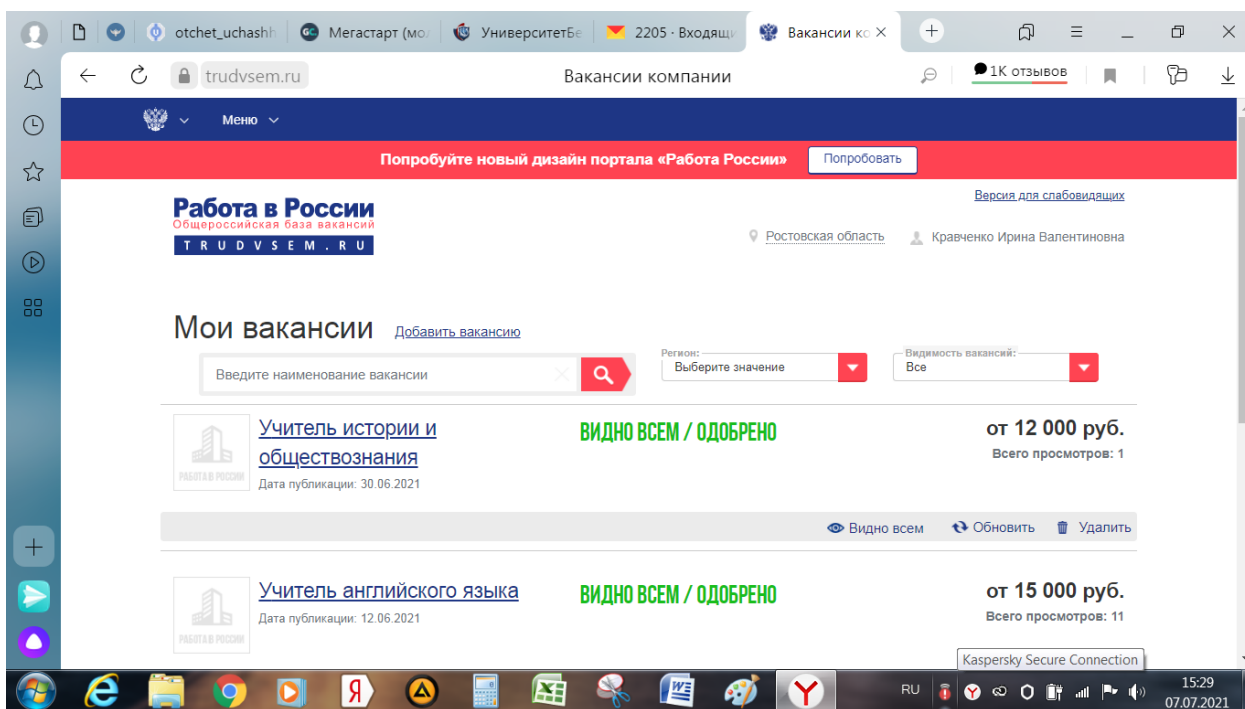 otchet_uchashh
Мегастарт (мо
УниверситетБе
2205 · Входящи
Вакансии ко
trudvsem.ru
Вакансии компании
1K отзывов
Меню
Попробуйте новый дизайн портала «Работа России»
Попробовать
Версия для слабовидящих
Работа в России
Общероссийская база вакансий
TRUDVSEM.RU
Ростовская область
Кравченко Ирина Валентиновна
Мои вакансии
Добавить вакансию
Введите наименование вакансии
Регион:
Выберите значение
Видимость вакансий:
Все
Учитель истории и
обществознания
Дата публикации: 30.06.2021
РАБОТА В РОССИИ
ВИДНО ВСЕМ / ОДОБРЕНО
от 12 000 руб.
Всего просмотров: 1
Видно всем
Обновить
Удалить
Учитель английского языка
Дата публикации: 12.06.2021
РАБОТА В РОССИИ
ВИДНО ВСЕМ / ОДОБРЕНО
от 15 000 руб.
Всего просмотров: 11
Kaspersky Secure Connection
RU
15:29
07.07.2021